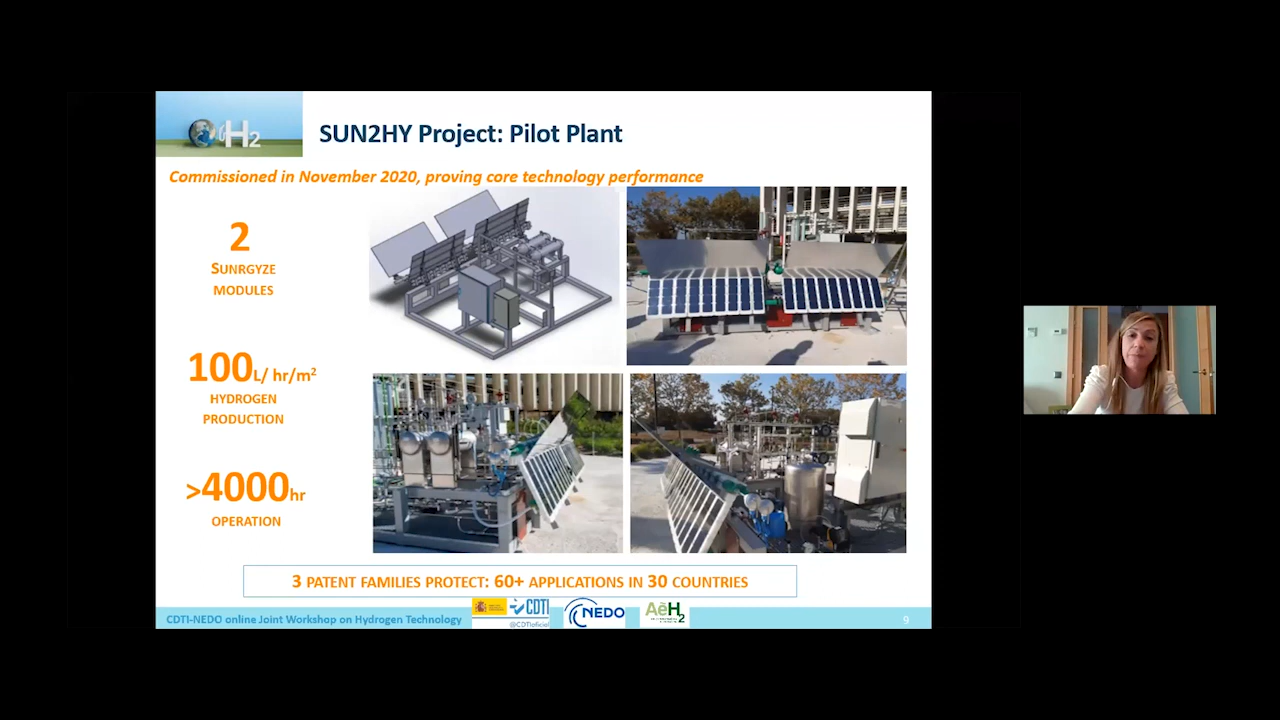 H2
SUN2HY Project: Pilot Plant
Commissioned in November 2020, proving core technology performance
2
SUNRGYZE
MODULES
100L/ hr/m²
HYDROGEN
PRODUCTION
>4000hr
OPERATION
3 PATENT FAMILIES PROTECT: 60+ APPLICATIONS IN 30 COUNTRIES
CDTI-NEDO online Joint Workshop on Hydrogen Technology
CDTI
@CDTIoficial
NEDO
AeH2
9